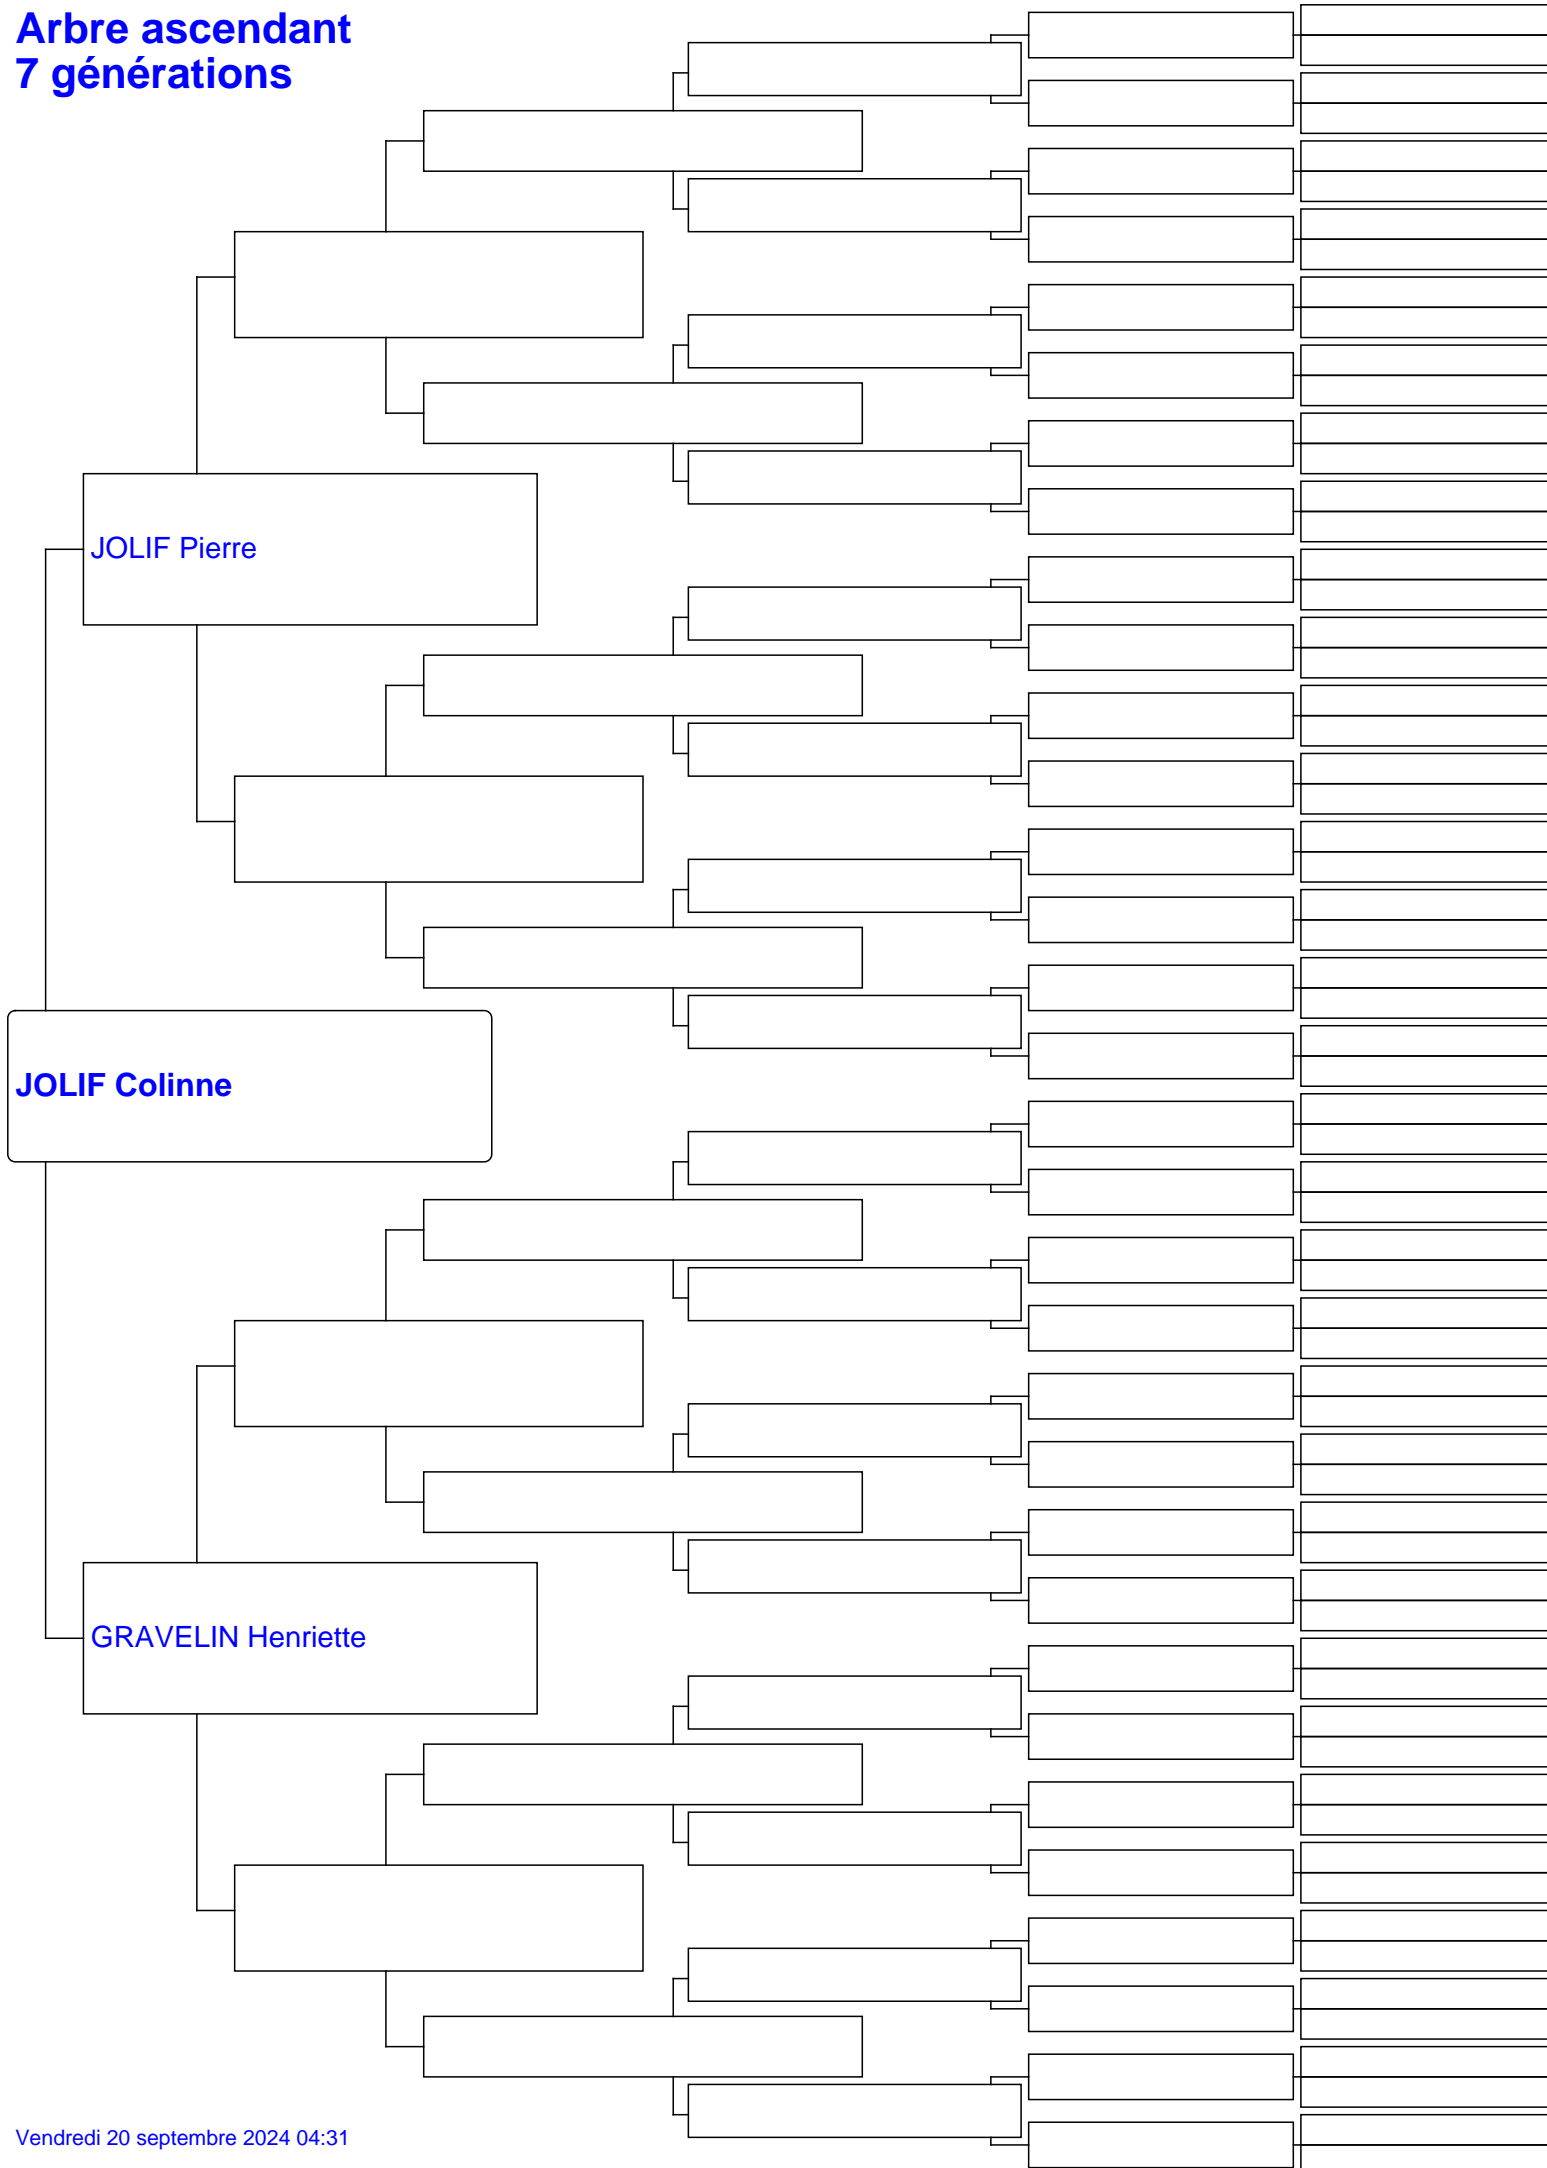 Arbre ascendant
7 générations
JOLIF Pierre
JOLIF Colinne
GRAVELIN Henriette
Vendredi 20 septembre 2024 04:31